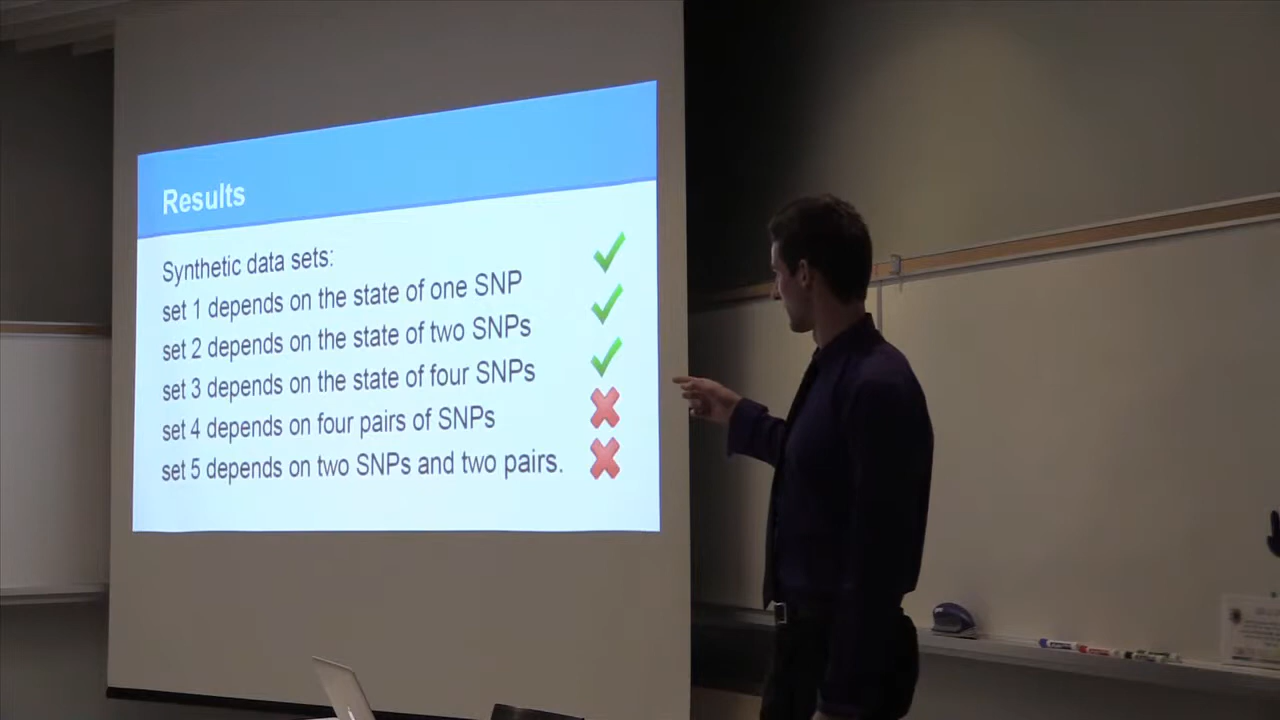 Results
Synthetic data sets:
set 1 depends on the state of one SNP
set 2 depends on the state of two SNPs
set 3 depends on the state of four SNPs
set 4 depends on four pairs of SNPs
set 5 depends on two SNPs and two pairs.